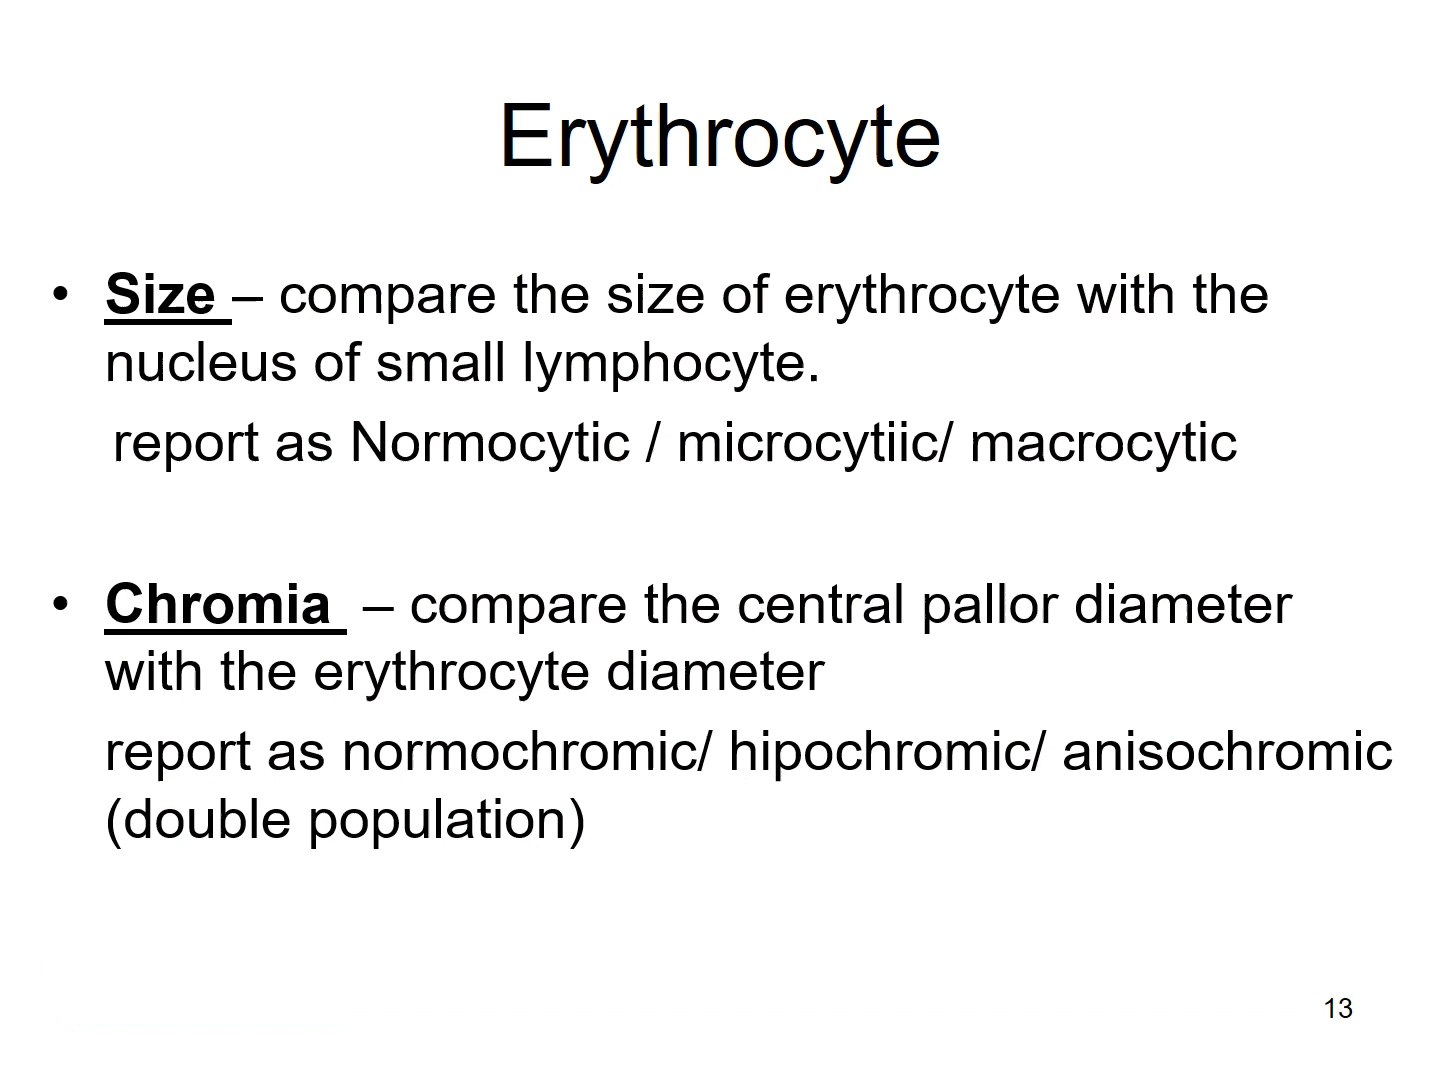 Erythrocyte
• Size – compare the size of erythrocyte with the
nucleus of small lymphocyte.
report as Normocytic / microcytiic/ macrocytic
• Chromia – compare the central pallor diameter
with the erythrocyte diameter
report as normochromic/ hipochromic/ anisochromic
(double population)
13